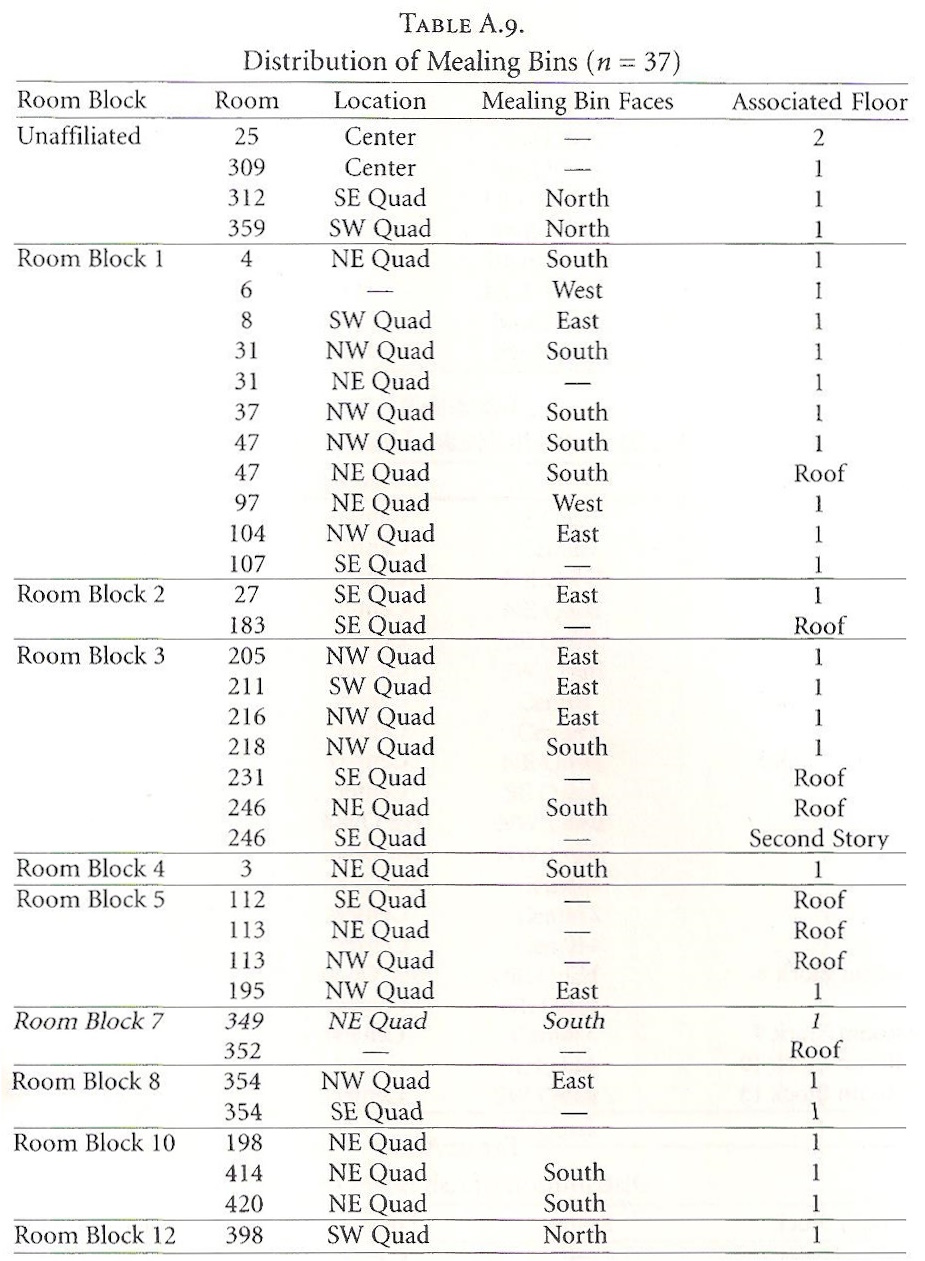 TABLE A.9.
Distribution of Mealing Bins (n = 37)
Room Block Room Location Mealing Bin Faces Associated Floor
Unaffiliated 25 Center — 2
309 Center — 1
312 SE Quad North 1
359 SW Quad North 1
Room Block 1 4 NE Quad South 1
6 — West 1
8 SW Quad East 1
31 NW Quad South 1
31 NE Quad — 1
37 NW Quad South 1
47 NW Quad South 1
47 NE Quad South Roof
97 NE Quad West 1
104 NW Quad East 1
107 SE Quad — 1
Room Block 2 27 SE Quad East 1
183 SE Quad — Roof
Room Block 3 205 NW Quad East 1
211 SW Quad East 1
216 NW Quad East 1
218 NW Quad South 1
231 SE Quad — Roof
246 NE Quad South Roof
246 SE Quad — Second Story
Room Block 4 3 NE Quad South 1
Room Block 5 112 SE Quad — Roof
113 NE Quad — Roof
113 NW Quad — Roof
195 NW Quad East 1
Room Block 7 349 NE Quad South 1
352 — — Roof
Room Block 8 354 NW Quad East 1
354 SE Quad — 1
Room Block 10 198 NE Quad 1
414 NE Quad South 1
420 NE Quad South 1
Room Block 12 398 SW Quad North 1